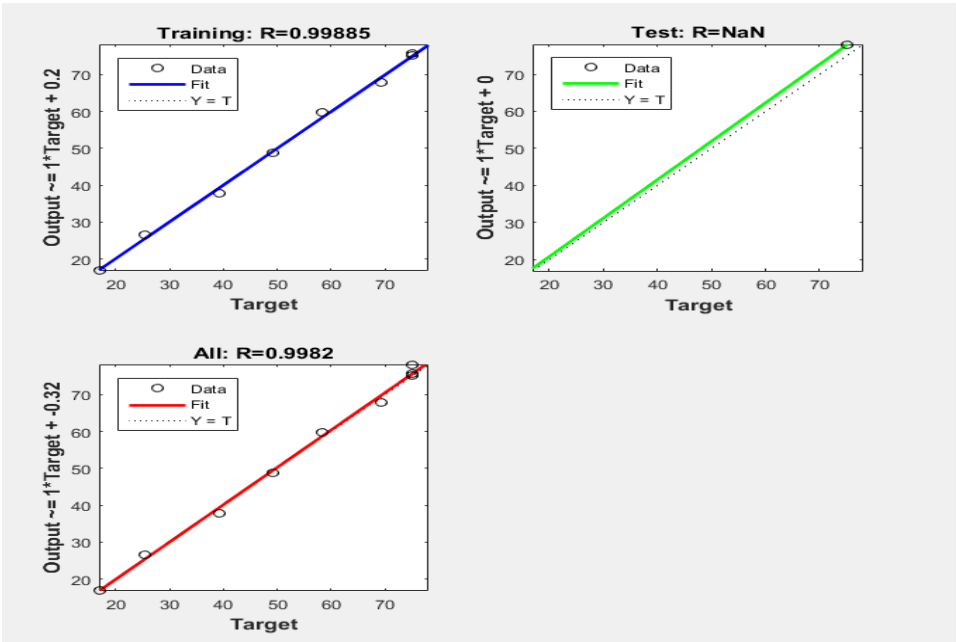 Training: R=0.99885
Output ~= 1*Target + 0.2
Data
Fit
Y = T
70
60
50
40
30
20
20 30 40 50 60 70
Target
Test: R=NaN
Output ~= 1*Target + 0
Data
Fit
Y = T
70
60
50
40
30
20
20 30 40 50 60 70
Target
All: R=0.9982
Output ~= 1*Target + -0.32
Data
Fit
Y = T
70
60
50
40
30
20
20 30 40 50 60 70
Target